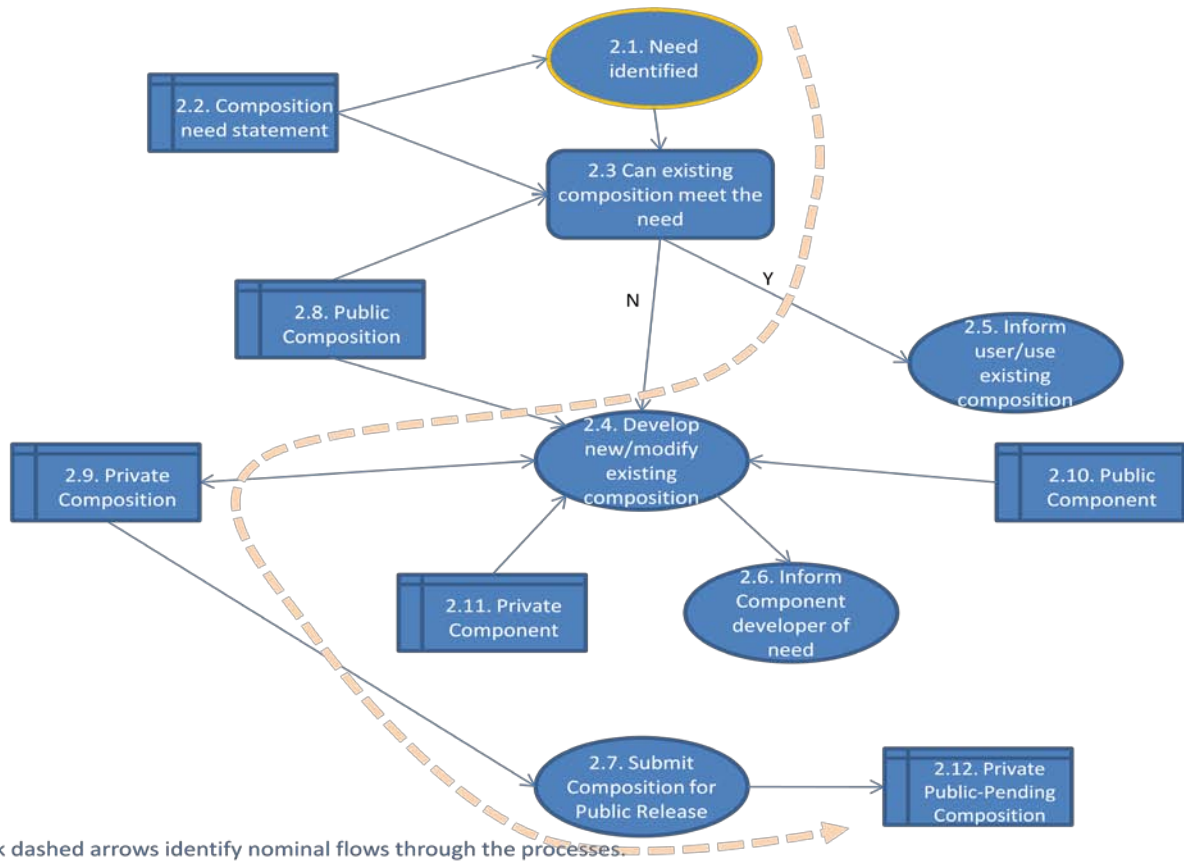 2.1. Need
identified
2.2. Composition
need statement
2.3 Can existing
composition meet the
need
N
Y
2.8. Public
Composition
2.5. Inform
user/use
existing
composition
2.4. Develop
new/modify
existing
composition
2.9. Private
Composition
2.10. Public
Component
2.11. Private
Component
2.6. Inform
Component
developer of
need
2.7. Submit
Composition for
Public Release
2.12. Private
Public-Pending
Composition
dashed arrows identify nominal flows through the processes.